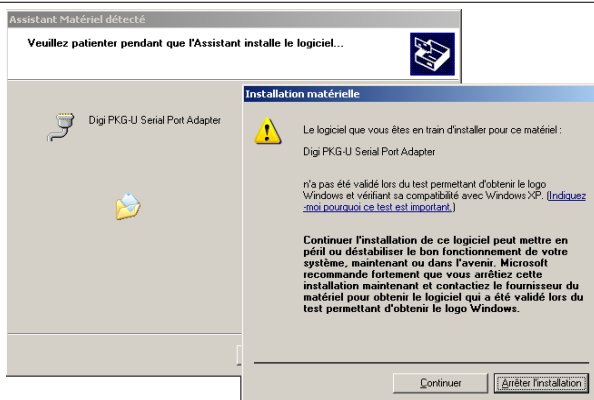 Assistant Matériel détecté
Veuillez patienter pendant que l'Assistant installe le logiciel...
Digi PKG-U Serial Port Adapter
Installation matérielle
Le logiciel que vous êtes en train d'installer pour ce matériel :
Digi PKG-U Serial Port Adapter
n'a pas été validé lors du test permettant d'obtenir le logo
Windows et vérifiant sa compatibilité avec Windows XP. (Indiquez
-moi pourquoi ce test est important.)
Continuer l'installation de ce logiciel peut mettre en
péril ou déstabiliser le bon fonctionnement de votre
système, maintenant ou dans l'avenir. Microsoft
recommande fortement que vous arrêtiez cette
installation maintenant et contactiez le fournisseur du
matériel pour obtenir le logiciel qui a été validé lors du
test permettant d'obtenir le logo Windows.
Continuer
Arrêter l'installation